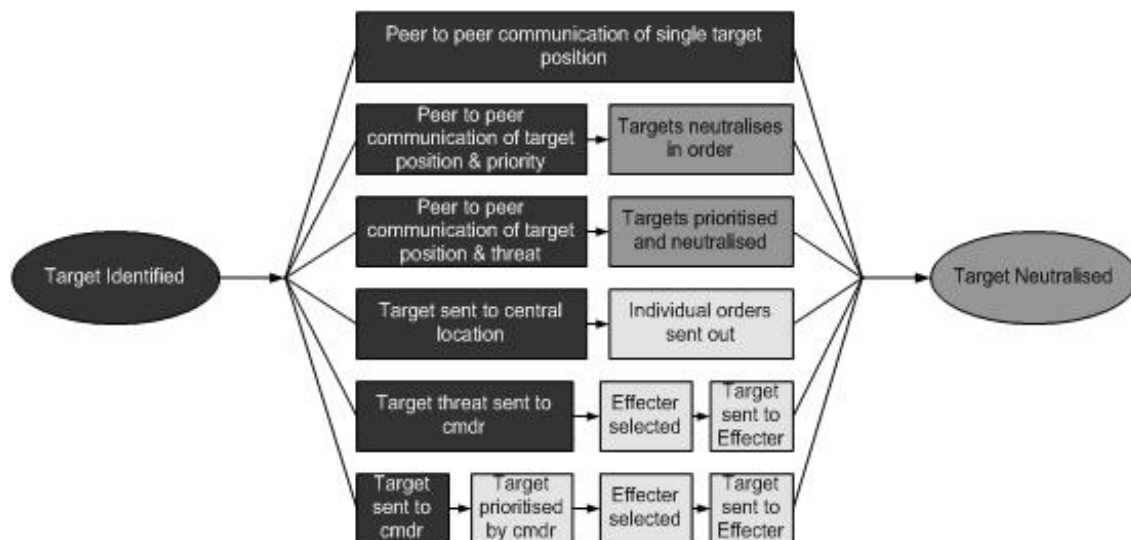 Peer to peer communication of single target
position
Peer to peer
communication of target
position & priority
Targets neutralises
in order
Peer to peer
communication of target
position & threat
Targets prioritised
and neutralised
Target Identified
Target Neutralised
Target sent to central
location
Individual orders
sent out
Target threat sent to
cmdr
Effecter
selected
Target
sent to
Effecter
Target
sent to
cmdr
Target
prioritised
by cmdr
Effecter
selected
Target
sent to
Effecter